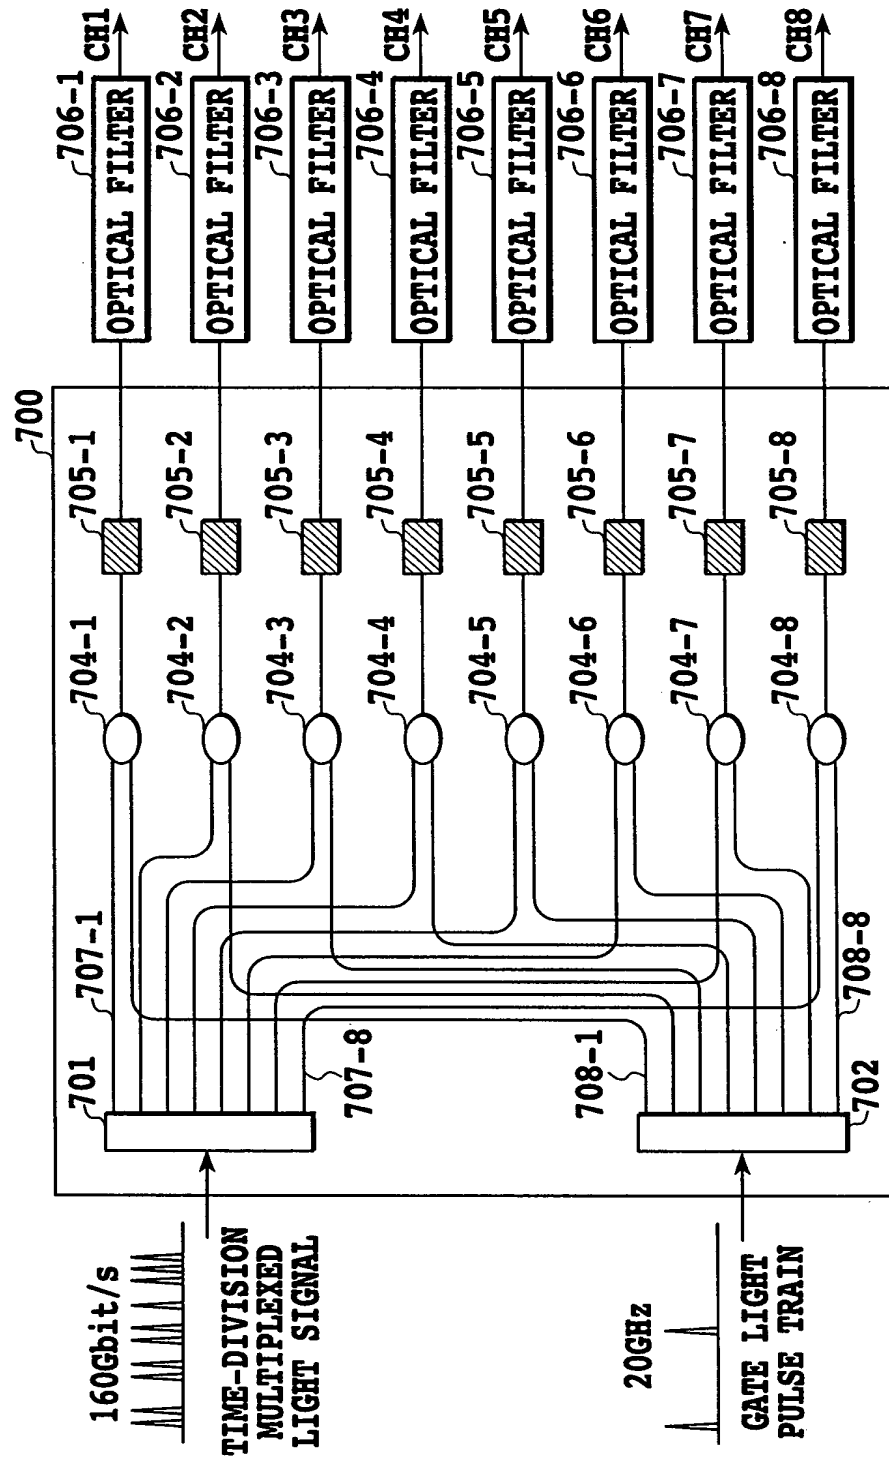 160Gbit/s
TIME-DIVISION
MULTIPLEXED
LIGHT SIGNAL
20GHz
GATE LIGHT
PULSE TRAIN
700
701
702
707-1
707-8
708-1
708-8
704-1
704-2
704-3
704-4
704-5
704-6
704-7
704-8
705-1
705-2
705-3
705-4
705-5
705-6
705-7
705-8
706-1
OPTICAL FILTER
CH1
706-2
OPTICAL FILTER
CH2
706-3
OPTICAL FILTER
CH3
706-4
OPTICAL FILTER
CH4
706-5
OPTICAL FILTER
CH5
706-6
OPTICAL FILTER
CH6
706-7
OPTICAL FILTER
CH7
706-8
OPTICAL FILTER
CH8